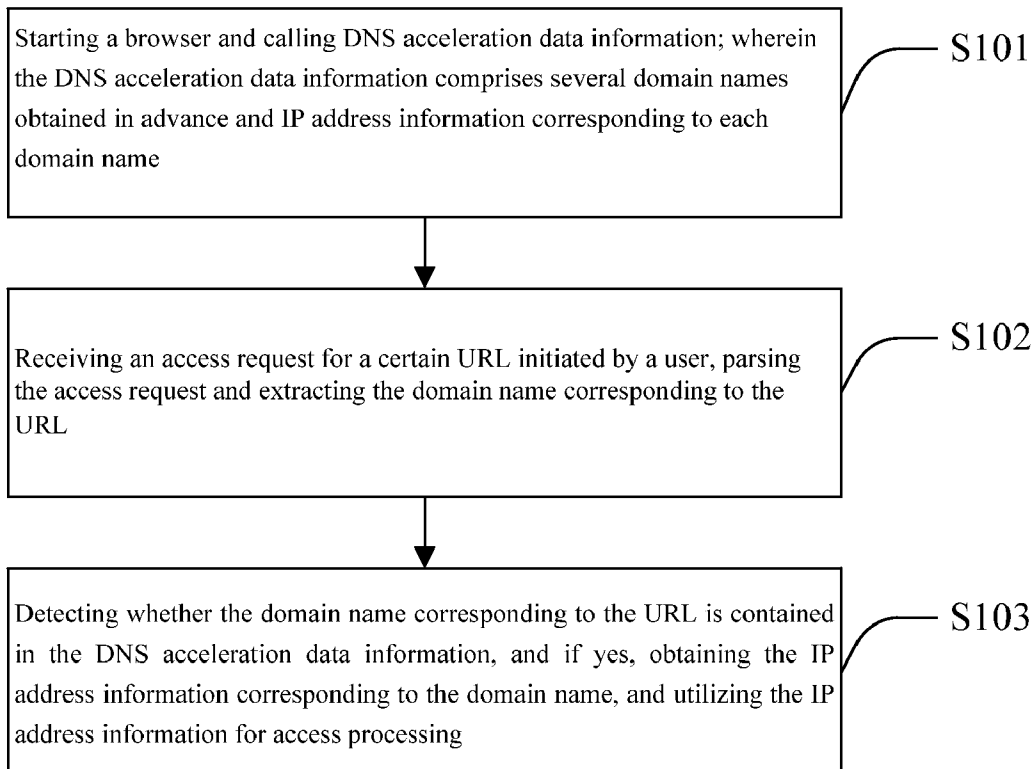 Starting a browser and calling DNS acceleration data information; wherein
the DNS acceleration data information comprises several domain names
obtained in advance and IP address information corresponding to each
domain name
S101
Receiving an access request for a certain URL initiated by a user, parsing
the access request and extracting the domain name corresponding to the
URL
S102
Detecting whether the domain name corresponding to the URL is contained
in the DNS acceleration data information, and if yes, obtaining the IP
address information corresponding to the domain name, and utilizing the IP
address information for access processing
S103